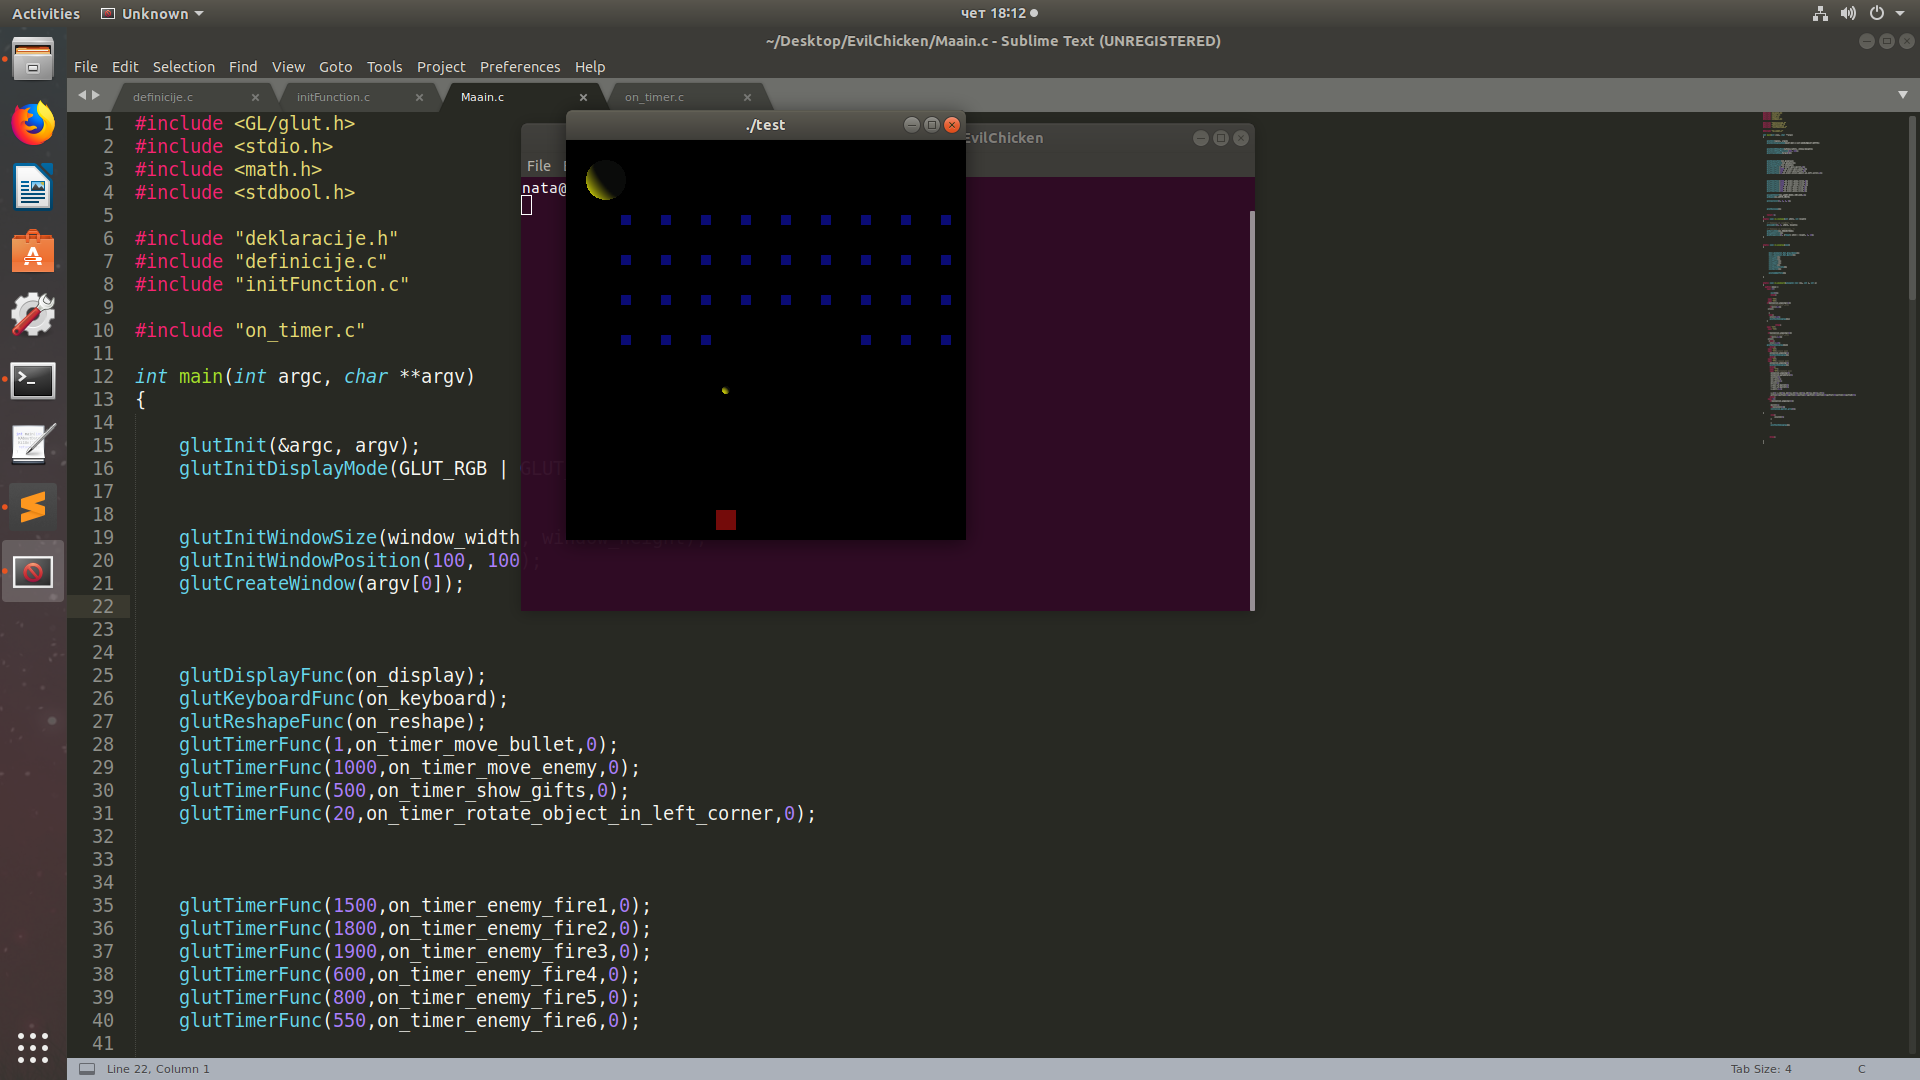 Activities
Unknown
чет 18:12
~/Desktop/EvilChicken/Maain.c - Sublime Text (UNREGISTERED)
File Edit Selection Find View Goto Tools Project Preferences Help
definicije.c
initFunction.c
Maain.c
on_timer.c
./test
EvilChicken
File
nata@
1 #include <GL/glut.h>
2 #include <stdio.h>
3 #include <math.h>
4 #include <stdbool.h>
5
6 #include "deklaracije.h"
7 #include "definicije.c"
8 #include "initFunction.c"
9
10 #include "on_timer.c"
11
12 int main(int argc, char **argv)
13 {
14
15 glutInit(&argc, argv);
16 glutInitDisplayMode(GLUT_RGB | GLUT
17
18
19 glutInitWindowSize(window_width, window_height);
20 glutInitWindowPosition(100, 100);
21 glutCreateWindow(argv[0]);
22
23
24
25 glutDisplayFunc(on_display);
26 glutKeyboardFunc(on_keyboard);
27 glutReshapeFunc(on_reshape);
28 glutTimerFunc(1,on_timer_move_bullet,0);
29 glutTimerFunc(1000,on_timer_move_enemy,0);
30 glutTimerFunc(500,on_timer_show_gifts,0);
31 glutTimerFunc(20,on_timer_rotate_object_in_left_corner,0);
32
33
34
35 glutTimerFunc(1500,on_timer_enemy_fire1,0);
36 glutTimerFunc(1800,on_timer_enemy_fire2,0);
37 glutTimerFunc(1900,on_timer_enemy_fire3,0);
38 glutTimerFunc(600,on_timer_enemy_fire4,0);
39 glutTimerFunc(800,on_timer_enemy_fire5,0);
40 glutTimerFunc(550,on_timer_enemy_fire6,0);
41
Line 22, Column 1
Tab Size: 4
C